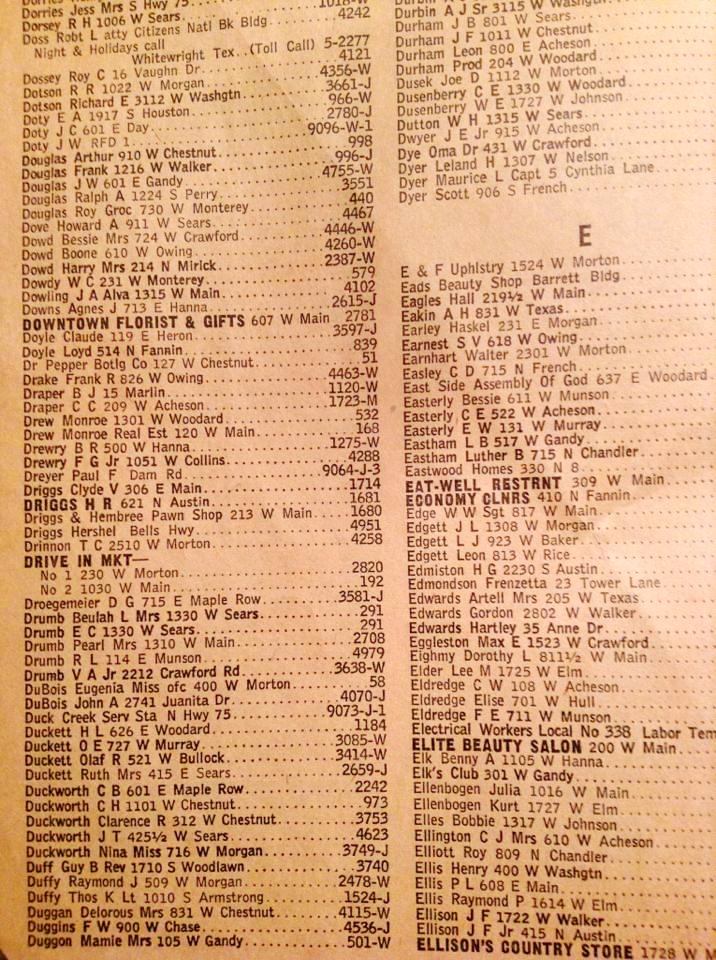 Dorries Jess Mrs S Hwy 75 1018-W
Dorsey R H 1006 W Sears 4242
Doss Robt L atty Citizens Natl Bk Bldg
Night & Holidays call
Whitewright Tex..(Toll Call) 5-2277
Dossey Roy C 16 Vaughn Dr 4121
Dotson R R 1022 W Morgan 4356-W
Dotson Richard E 3112 W Washgtn 3661-J
Doty E A 1917 S Houston 966-W
Doty J C 601 E Day 2780-J
Doty J W RFD 1 9096-W-1
Douglas Arthur 910 W Chestnut 998
Douglas Frank 1216 W Walker 996-J
Douglas J W 601 E Gandy 4755-W
Douglas Ralph A 1224 S Perry 3551
Douglas Roy Groc 730 W Monterey 440
Dove Howard A 911 W Sears 4467
Dowd Bessie Mrs 724 W Crawford 4446-W
Dowd Boone 610 W Owing 4260-W
Dowd Harry Mrs 214 N Mirick 2387-W
Dowdy W C 231 W Monterey 579
Dowling J A Alva 1315 W Main 4102
Downs Agnes J 713 E Hanna 2615-J
DOWNTOWN FLORIST & GIFTS 607 W Main 2781
Doyle Claude 119 E Heron 3597-J
Doyle Loyd 514 N Fannin 839
Dr Pepper Botlg Co 127 W Chestnut 51
Drake Frank R 826 W Owing 4463-W
Draper B J 15 Marlin 1120-W
Draper C C 209 W Acheson 1723-M
Drew Monroe 1301 W Woodard 532
Drew Monroe Real Est 120 W Main 168
Drewry B R 500 W Hanna 1275-W
Drewry F G Jr 1051 W Collins 4288
Dreyer Paul F Dam Rd 9064-J-3
Driggs Clyde V 306 E Main 1714
DRIGGS H R 621 N Austin 1681
Driggs & Hembree Pawn Shop 213 W Main 1680
Driggs Hershel Bells Hwy 4951
Drinnon T C 2510 W Morton 4258
DRIVE IN MKT—
No 1 230 W Morton 2820
No 2 1030 W Main 192
Droegemeier D G 715 E Maple Row 3581-J
Drumb Beulah L Mrs 1330 W Sears 291
Drumb E C 1330 W Sears 291
Drumb Pearl Mrs 1310 W Main 2708
Drumb R L 114 E Munson 4979
Drumb V A Jr 2212 Crawford Rd 3638-W
DuBois Eugenia Miss ofc 400 W Morton 58
DuBois John A 2741 Juanita Dr 4070-J
Duck Creek Serv Sta N Hwy 75 9073-J-1
Duckett H L 626 E Woodard 1184
Duckett O E 727 W Murray 3085-W
Duckett Olaf R 521 W Bullock 3414-W
Duckett Ruth Mrs 415 E Sears 2659-J
Duckworth C B 601 E Maple Row 2242
Duckworth C H 1101 W Chestnut 973
Duckworth Clarence R 312 W Chestnut 3753
Duckworth J T 425½ W Sears 4623
Duckworth Nina Miss 716 W Morgan 3749-J
Duff Guy B Rev 1710 S Woodlawn 3740
Duffy Raymond J 509 W Morgan 2478-W
Duffy Thos K Lt 1010 S Armstrong 1524-J
Duggan Delorous Mrs 831 W Chestnut 4115-W
Duggins F W 900 W Chase 4536-J
Duggon Mamie Mrs 105 W Gandy 501-W
Durbin A J Sr 3115 W Washgtn
Durham J B 801 W Sears
Durham J F 1011 W Chestnut
Durham Leon 800 E Acheson
Durham Prod 204 W Woodard
Dusek Joe D 1112 W Morton
Dusenberry C E 1330 W Woodard
Dusenberry W E 1727 W Johnson
Dutton W H 1315 W Sears
Dwyer J E Jr 915 W Acheson
Dye Oma Dr 431 W Crawford
Dyer Leland H 1307 W Nelson
Dyer Maurice L Capt 5 Cynthia Lane
Dyer Scott 906 S French
E
E & F Uphlstry 1524 W Morton
Eads Beauty Shop Barrett Bldg
Eagles Hall 219½ W Main
Eakin A H 831 W Texas
Earley Haskel 231 E Morgan
Earnest S V 618 W Owing
Earnhart Walter 2301 W Morton
Easley C D 715 N French
East Side Assembly Of God 637 E Woodard
Easterly Bessie 611 W Munson
Easterly C E 522 W Acheson
Easterly E W 131 W Murray
Eastham L B 517 W Gandy
Eastham Luther B 715 N Chandler
Eastwood Homes 330 N 8
EAT-WELL RESTRNT 309 W Main
ECONOMY CLNRS 410 N Fannin
Edge W W Sgt 817 W Main
Edgett J L 1308 W Morgan
Edgett L J 923 W Baker
Edgett Leon 813 W Rice
Edmiston H G 2230 S Austin
Edmondson Frenzetta 23 Tower Lane
Edwards Artell Mrs 205 W Texas
Edwards Gordon 2802 W Walker
Edwards Hartley 35 Anne Dr
Eggleston Max E 1523 W Crawford
Eighmy Dorothy L 811½ W Main
Elder Lee M 1725 W Elm
Eldredge C W 108 W Acheson
Eldredge Elise 701 W Hull
Eldredge F E 711 W Munson
Electrical Workers Local No 338 Labor Tem
ELITE BEAUTY SALON 200 W Main
Elk Benny A 1105 W Hanna
Elk's Club 301 W Gandy
Ellenbogen Julia 1016 W Main
Ellenbogen Kurt 1727 W Elm
Elles Bobbie 1317 W Johnson
Ellington C J Mrs 610 W Acheson
Elliott Roy 809 N Chandler
Ellis Henry 400 W Washgtn
Ellis P L 608 E Main
Ellis Raymond P 1614 W Elm
Ellison J F 1722 W Walker
Ellison J F Jr 415 N Austin
ELLISON'S COUNTRY STORE 1728 W M